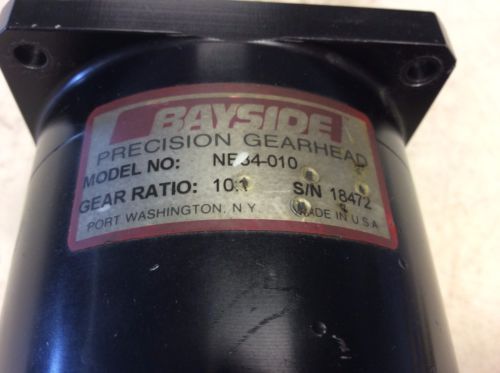 BAYSIDE
PRECISION GEARHEAD
MODEL NO: NE34-010
GEAR RATIO: 10:1 S/N 18472
PORT WASHINGTON, N.Y. MADE IN U.S.A.